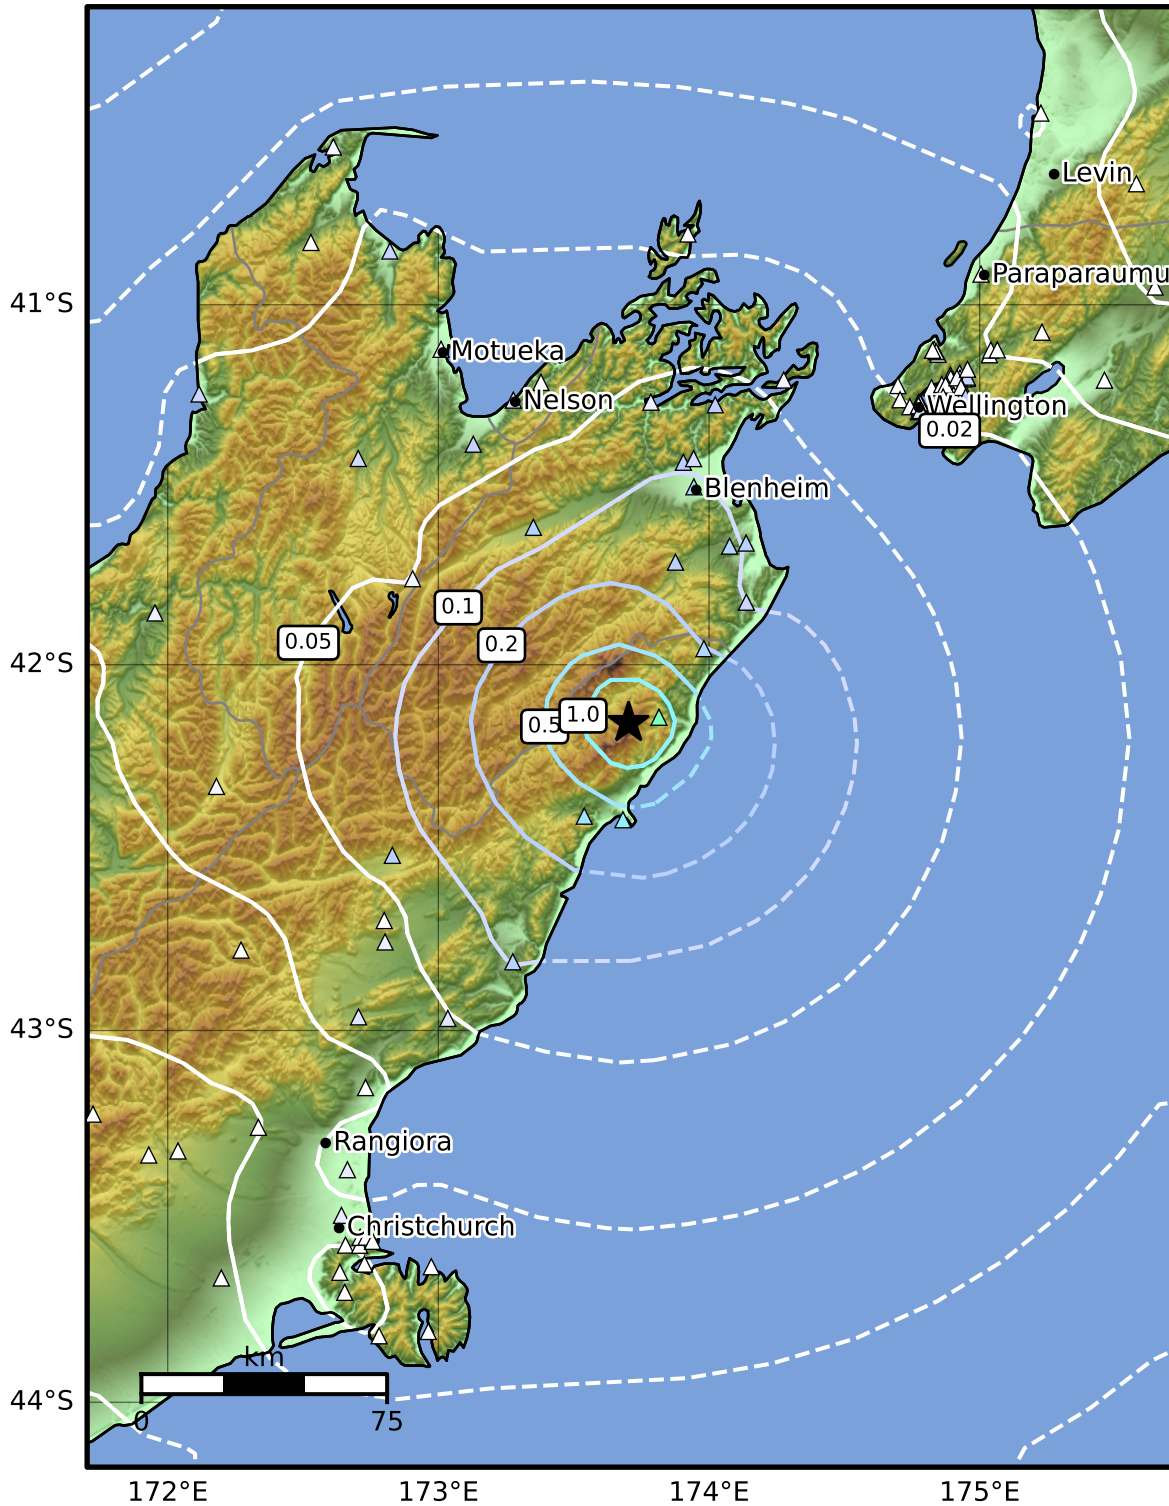 Levin
Paraparaumu
41°S
Motueka
Nelson
Wellington
0.02
Blenheim
0.1
0.05
0.2
42°S
1.0
0.5
43°S
Rangiora
Christchurch
km
44°S
0
75
172°E
173°E
174°E
175°E